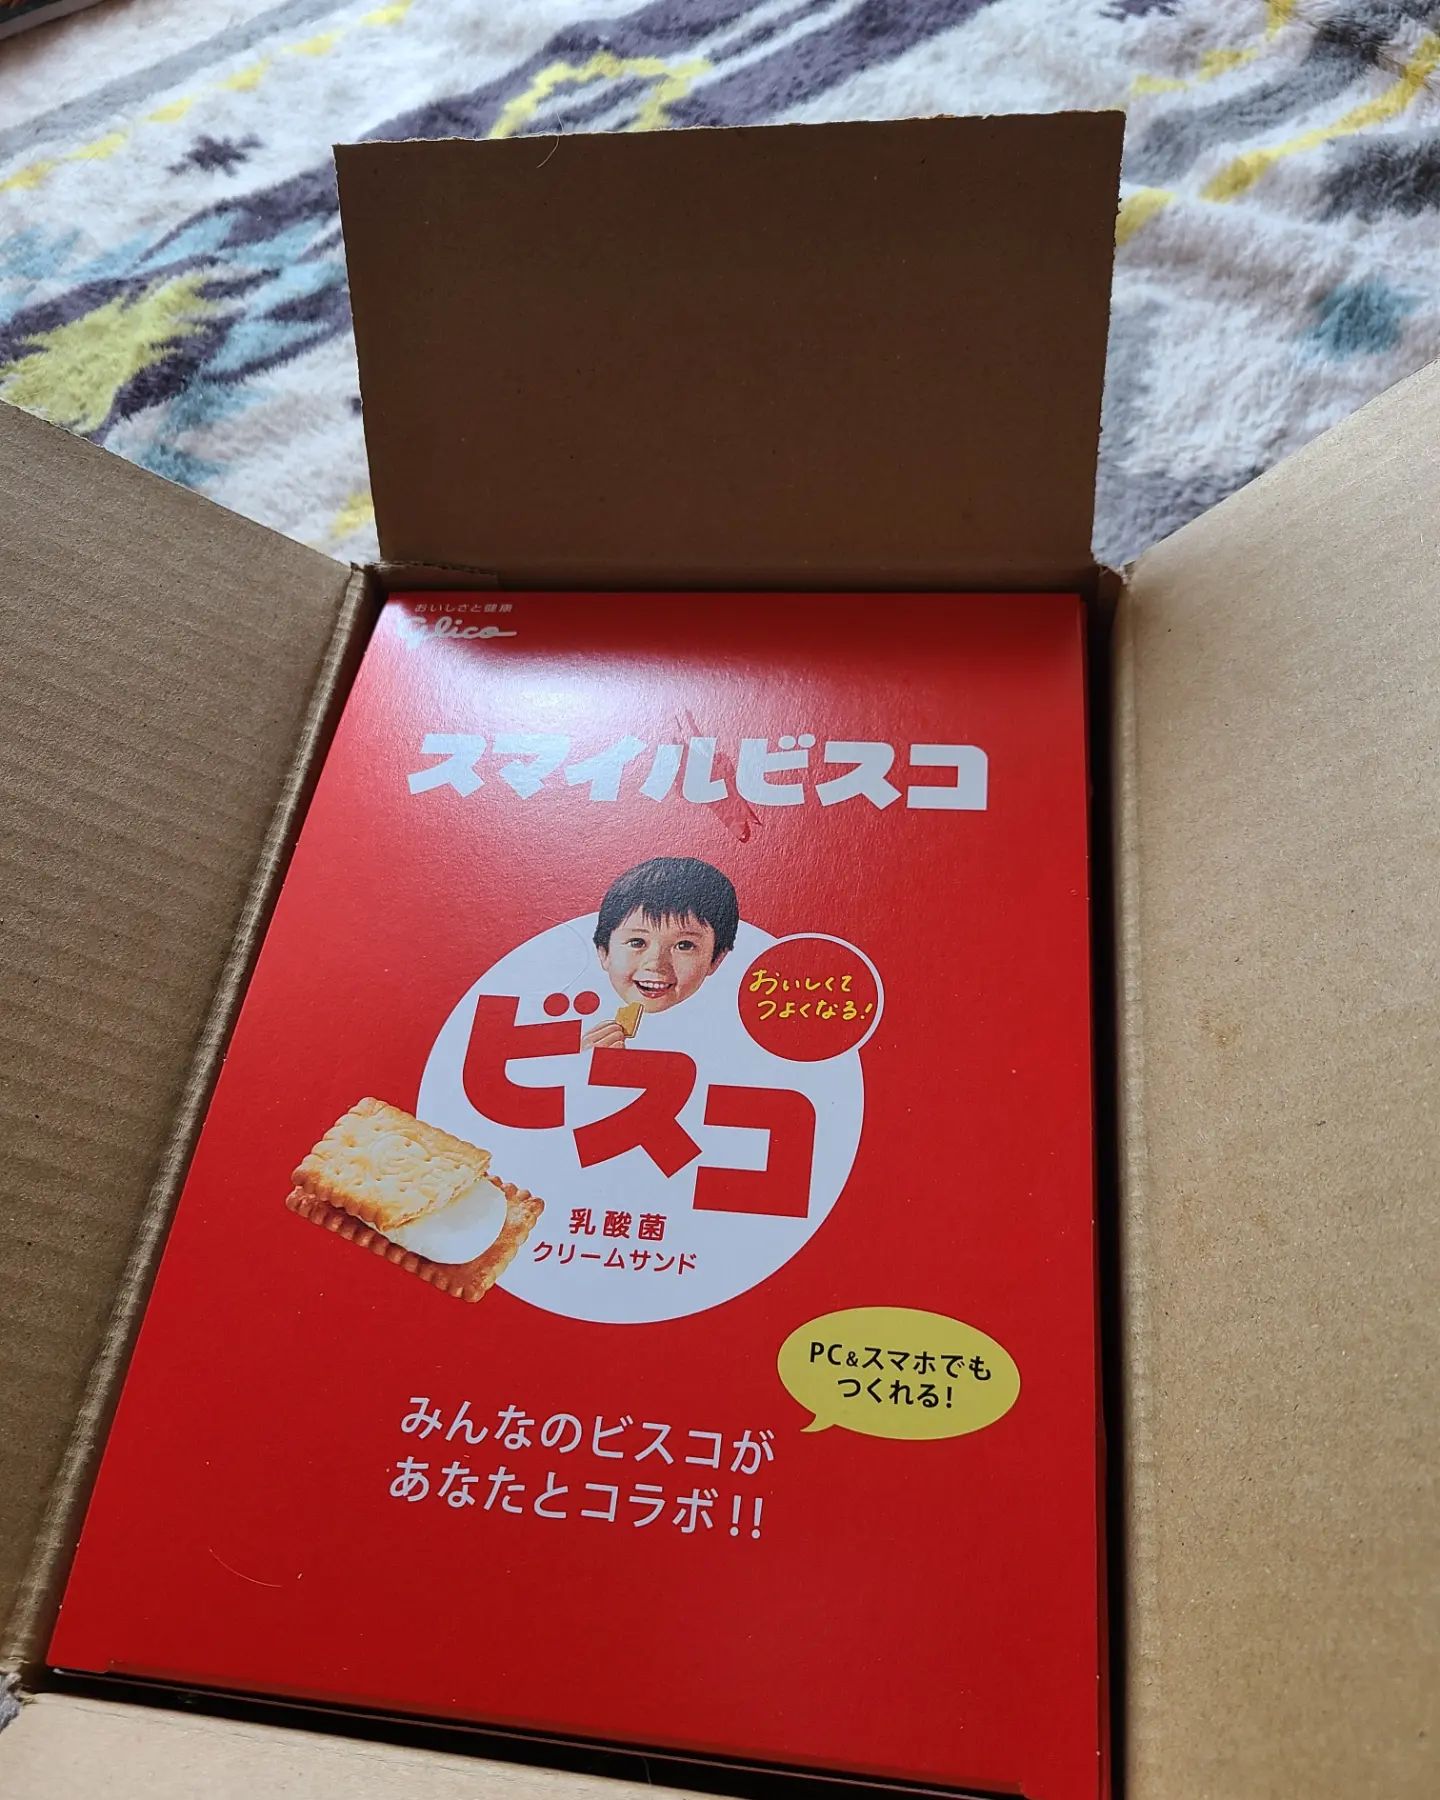 おいしさと健康
Glico
スマイルビスコ
おいしくて
つよくなる!
ビスコ
乳酸菌
クリームサンド
PC&スマホでも
つくれる!
みんなのビスコが
あなたとコラボ!!